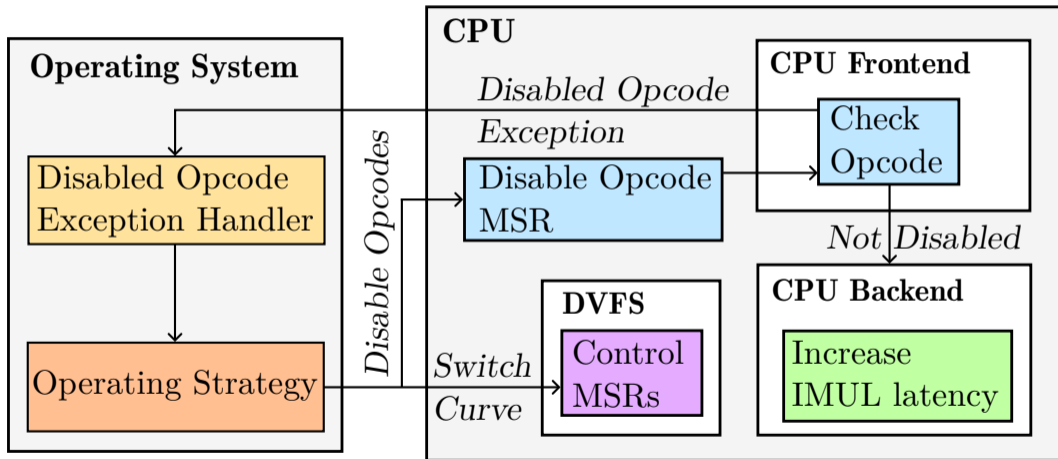 Operating System
Disabled Opcode
Exception Handler
Operating Strategy
Disable Opcodes
CPU
Disabled Opcode
Exception
Disable Opcode
MSR
CPU Frontend
Check
Opcode
Not Disabled
Switch
Curve
DVFS
Control
MSRs
CPU Backend
Increase
IMUL latency